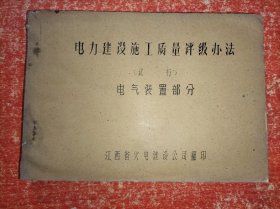 电力建设施工质量评级办法
（试行）
电气装置部分
江西省火电建设公司翻印